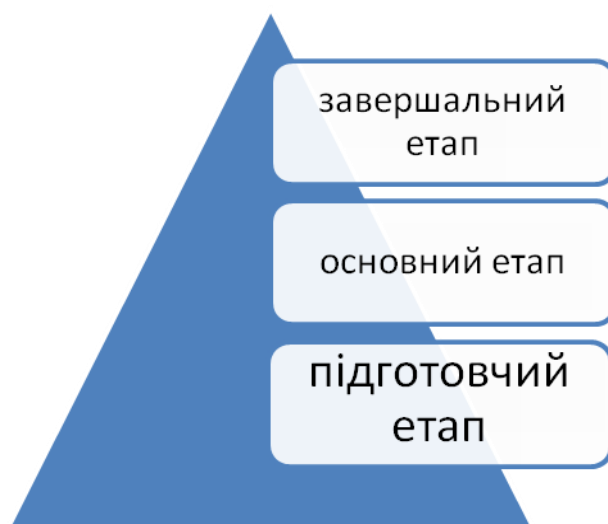 завершальний
етап
основний етап
підготовчий
етап